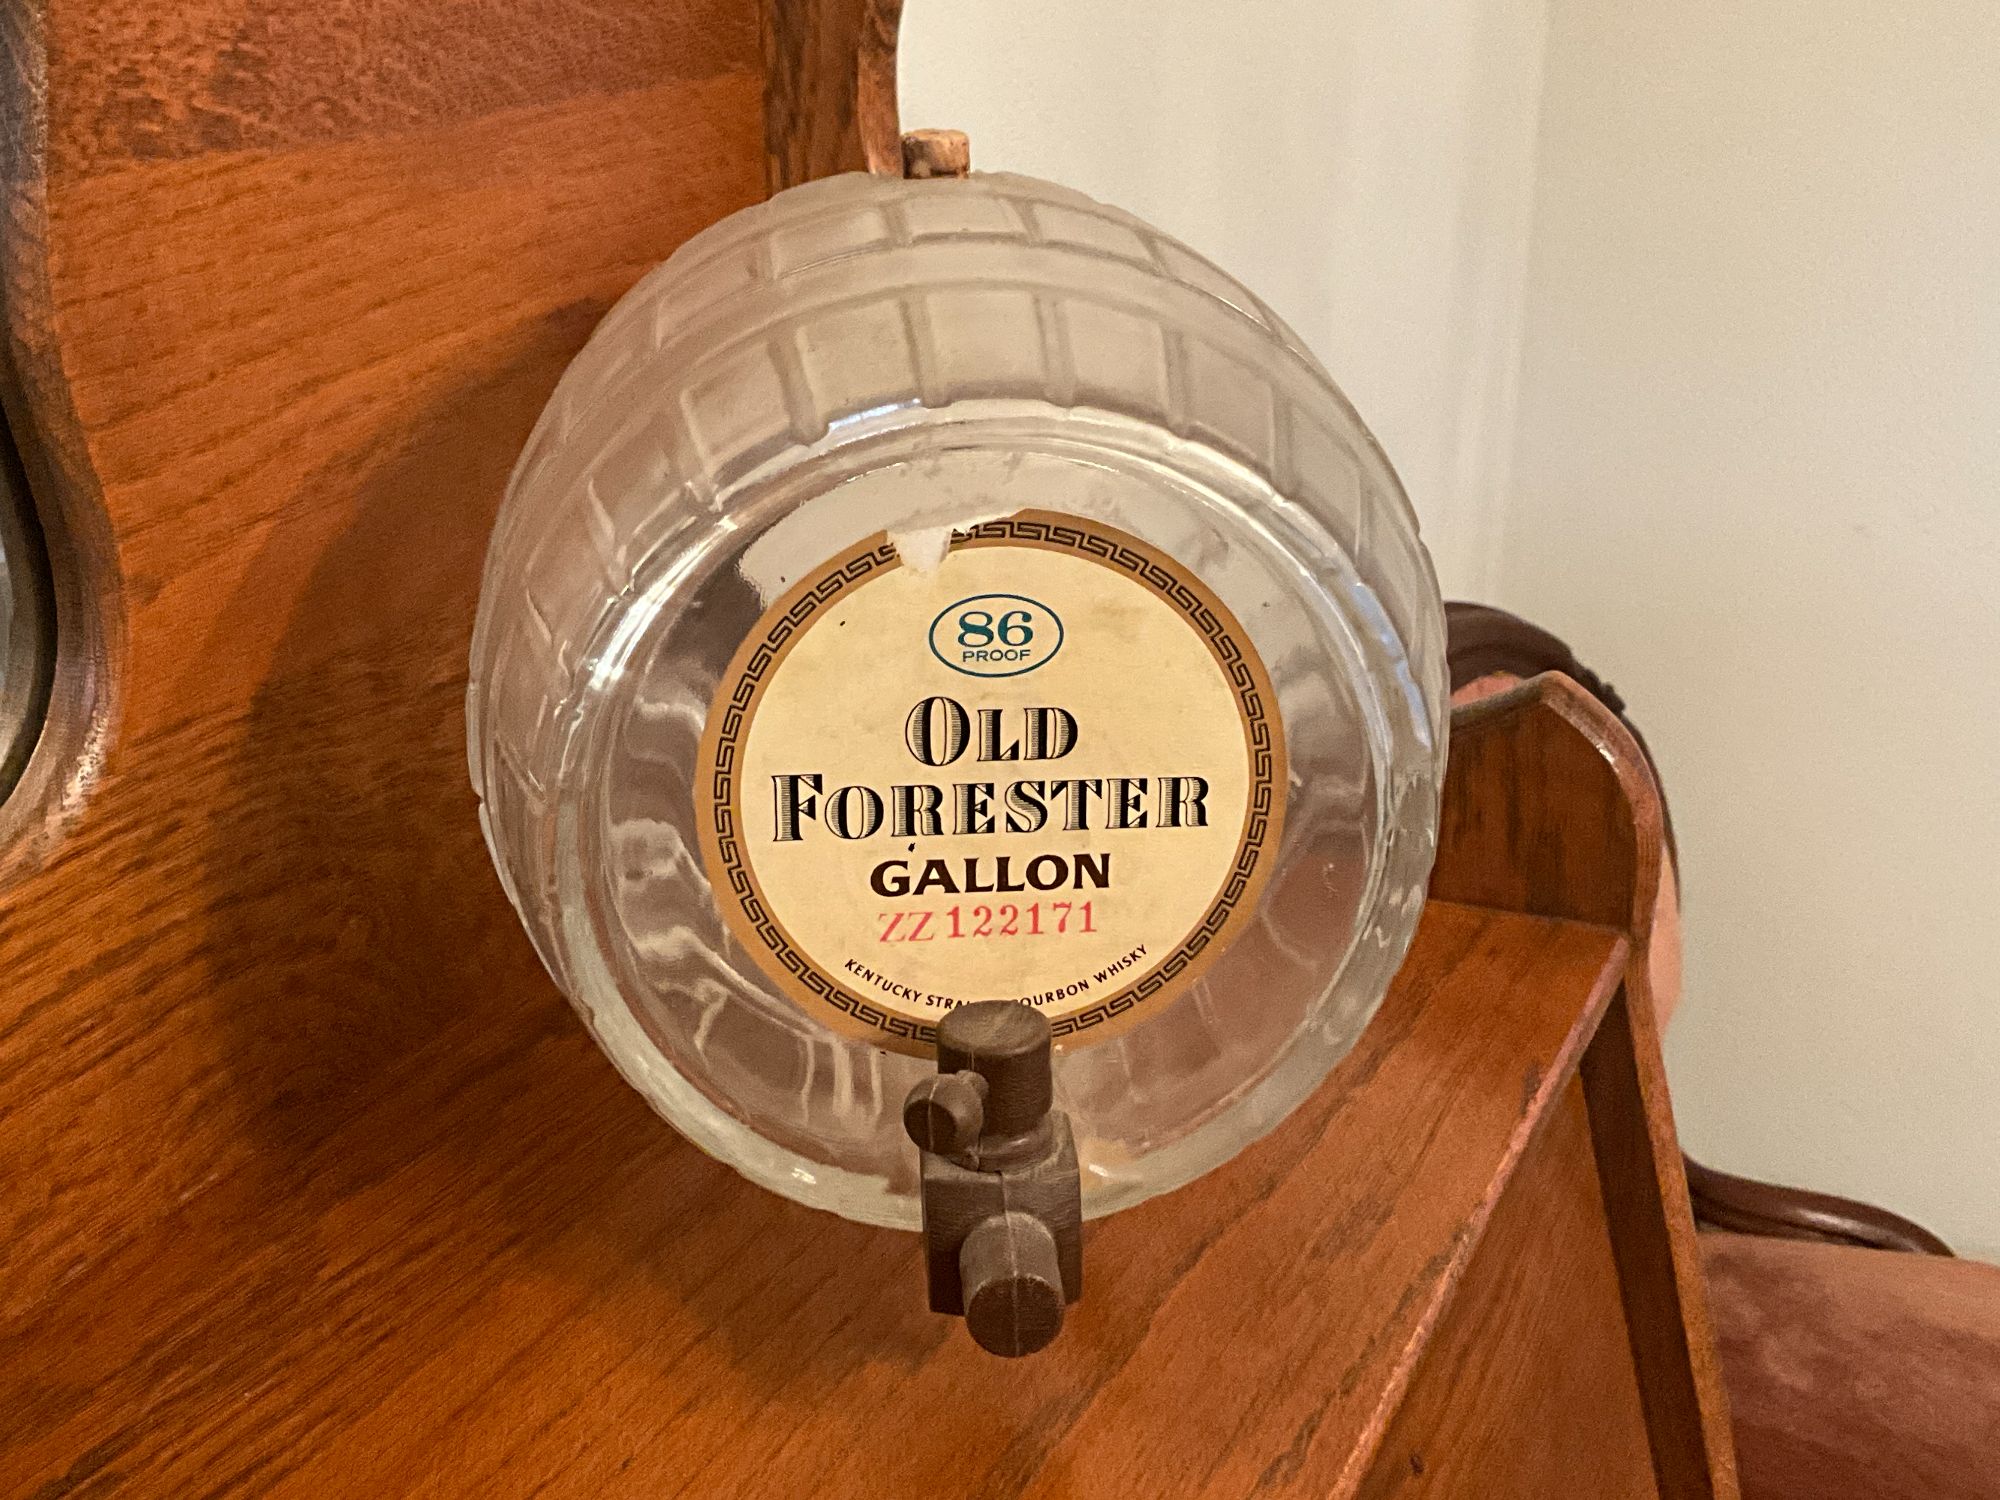 86
PROOF
OLD
FORESTER
GALLON
ZZ122171
KENTUCKY BOURBON WHISKY